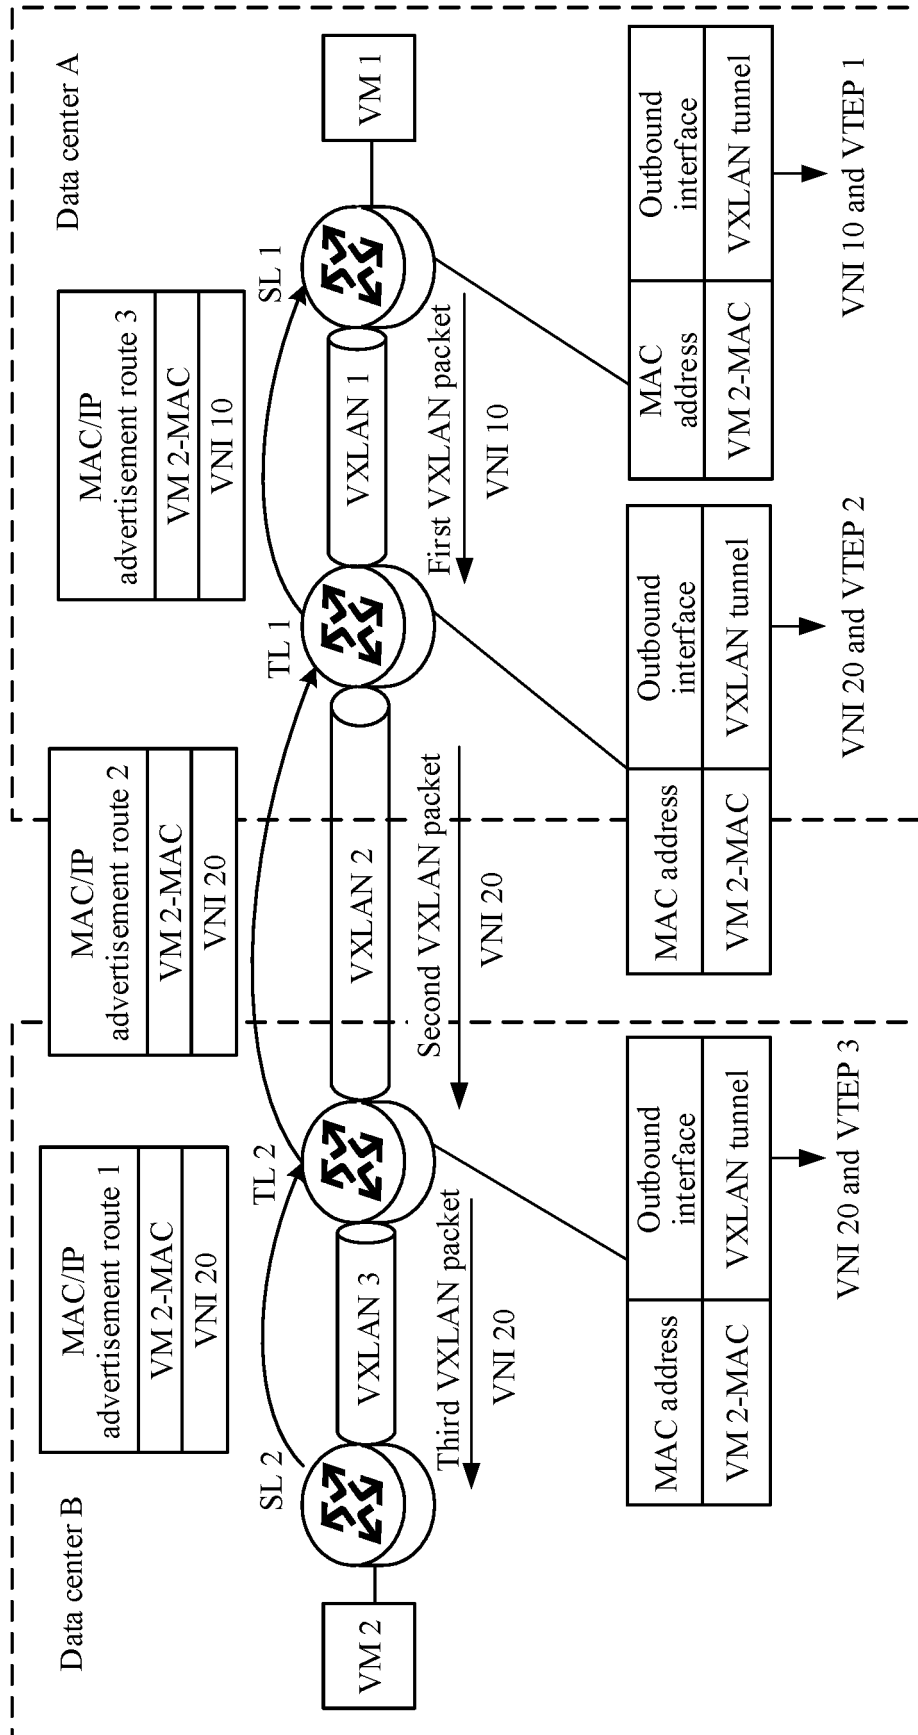 Data center B
Data center A
MAC/IP
advertisement route 1
VM 2-MAC
VNI 20
MAC/IP
advertisement route 2
VM 2-MAC
VNI 20
MAC/IP
advertisement route 3
VM 2-MAC
VNI 10
SL 2
TL 2
TL 1
SL 1
VM 2
VXLAN 3
VXLAN 2
VXLAN 1
VM 1
Third VXLAN packet
VNI 20
Second VXLAN packet
VNI 20
First VXLAN packet
VNI 10
MAC address
Outbound
interface
VM 2-MAC
VXLAN tunnel
VNI 20 and VTEP 3
MAC address
Outbound
interface
VM 2-MAC
VXLAN tunnel
VNI 20 and VTEP 2
MAC
address
Outbound
interface
VM 2-MAC
VXLAN tunnel
VNI 10 and VTEP 1